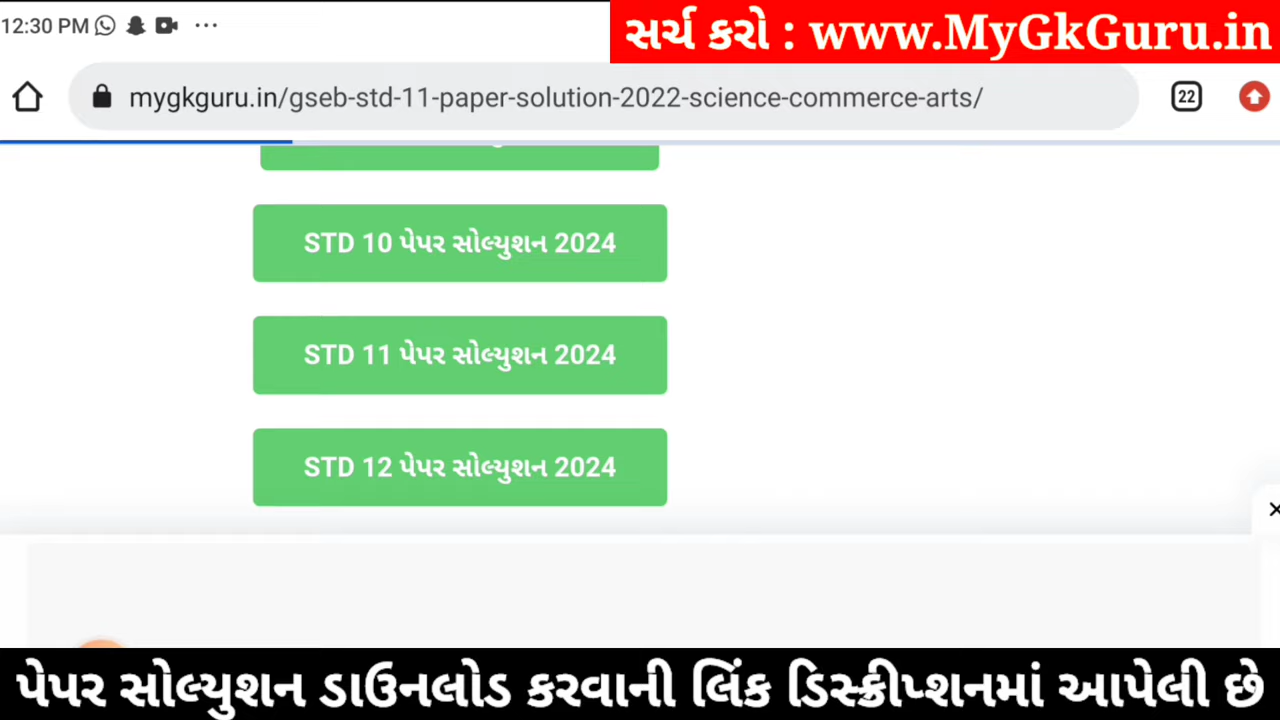 12:30 PM
સર્ચ કરો : www.MyGkGuru.in
mygkguru.in/gseb-std-11-paper-solution-2022-science-commerce-arts/
22
STD 10 પેપર સોલ્યુશન 2024
STD 11 પેપર સોલ્યુશન 2024
STD 12 પેપર સોલ્યુશન 2024
પેપર સોલ્યુશન ડાઉનલોડ કરવાની લિંક ડિસ્ક્રીપ્શનમાં આપેલી છે